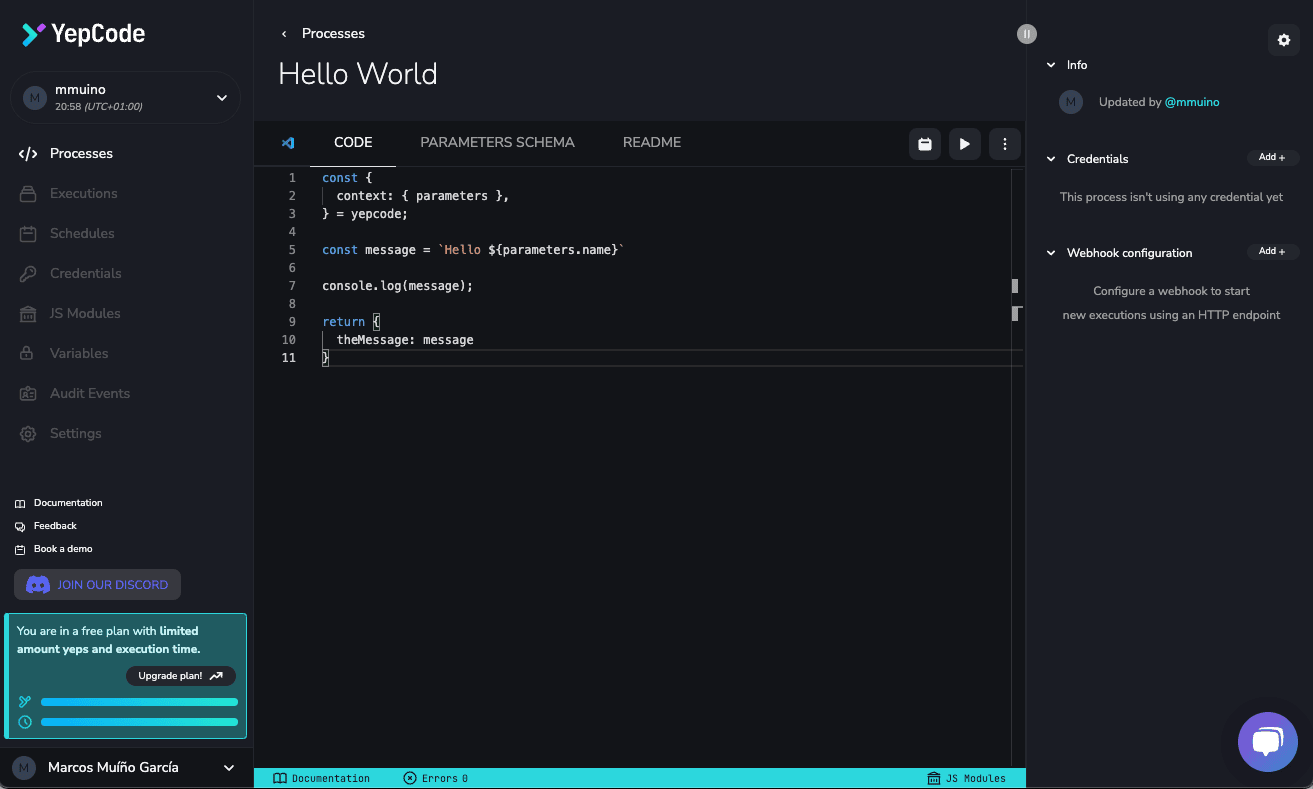 YepCode
M
mmuino
20:58 (UTC+01:00)
Processes
Executions
Schedules
Credentials
JS Modules
Variables
Audit Events
Settings
Documentation
Feedback
Book a demo
JOIN OUR DISCORD
You are in a free plan with limited
amount yeps and execution time.
Upgrade plan!
M
Marcos Muíño García
Processes
Hello World
CODE
PARAMETERS SCHEMA
README
1 const {
2   context: { parameters },
3 } = yepcode;
4
5 const message = `Hello ${parameters.name}`
6
7 console.log(message);
8
9 return {
10   theMessage: message
11 }
Documentation
Errors 0
JS Modules
Info
M
Updated by @mmuino
Credentials
Add +
This process isn't using any credential yet
Webhook configuration
Add +
Configure a webhook to start
new executions using an HTTP endpoint